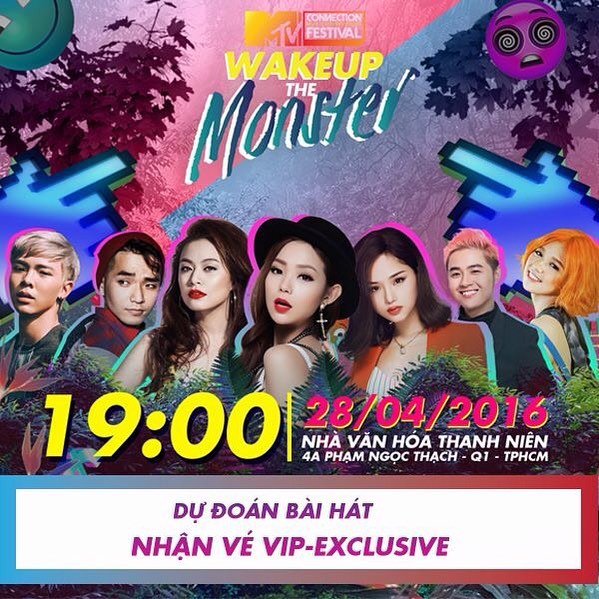 MTV
CONNECTION
FESTIVAL
WAKEUP
THE
Monster
19:00
28/04/2016
NHÀ VĂN HÓA THANH NIÊN
4A PHẠM NGỌC THẠCH - Q1 - TPHCM
DỰ ĐOÁN BÀI HÁT
NHẬN VÉ VIP-EXCLUSIVE